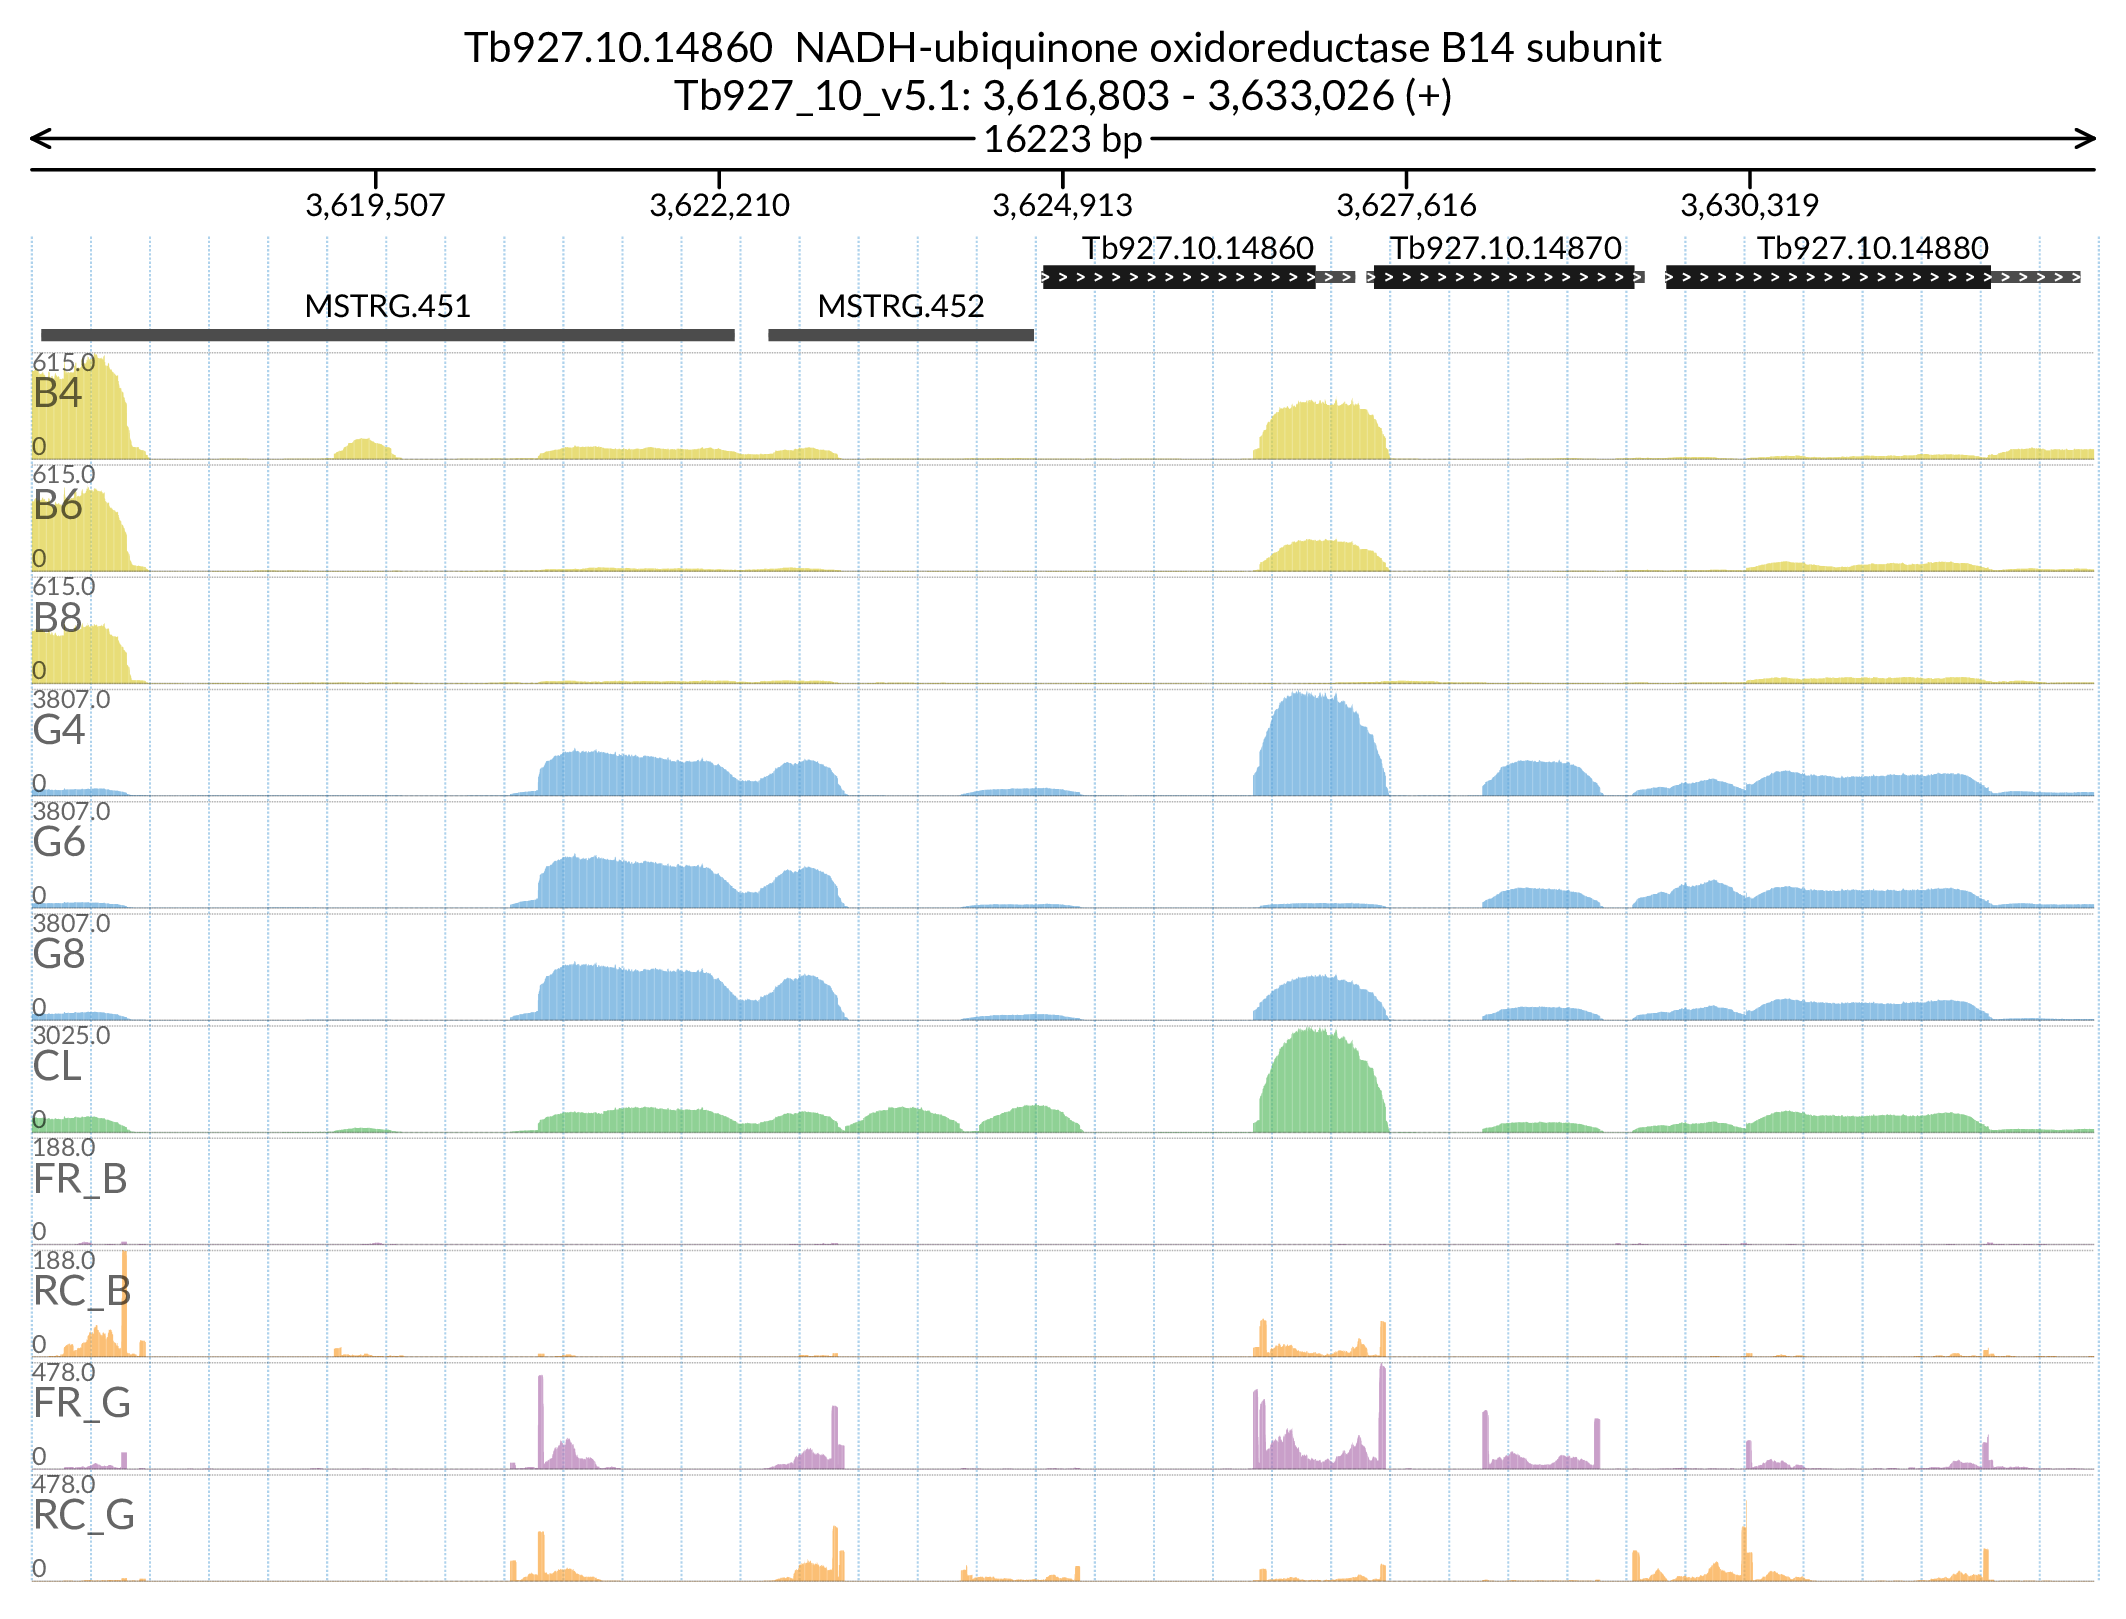 Tb927.10.14860  NADH-ubiquinone oxidoreductase B14 subunit
Tb927_10_v5.1: 3,616,803 - 3,633,026 (+)
16223 bp
3,619,507 3,622,210 3,624,913 3,627,616 3,630,319
Tb927.10.14860 Tb927.10.14870 Tb927.10.14880
MSTRG.451 MSTRG.452
615.0
B4
0
615.0
B6
0
615.0
B8
0
3807.0
G4
0
3807.0
G6
0
3807.0
G8
0
3025.0
CL
0
188.0
FR_B
0
188.0
RC_B
0
478.0
FR_G
0
478.0
RC_G
0